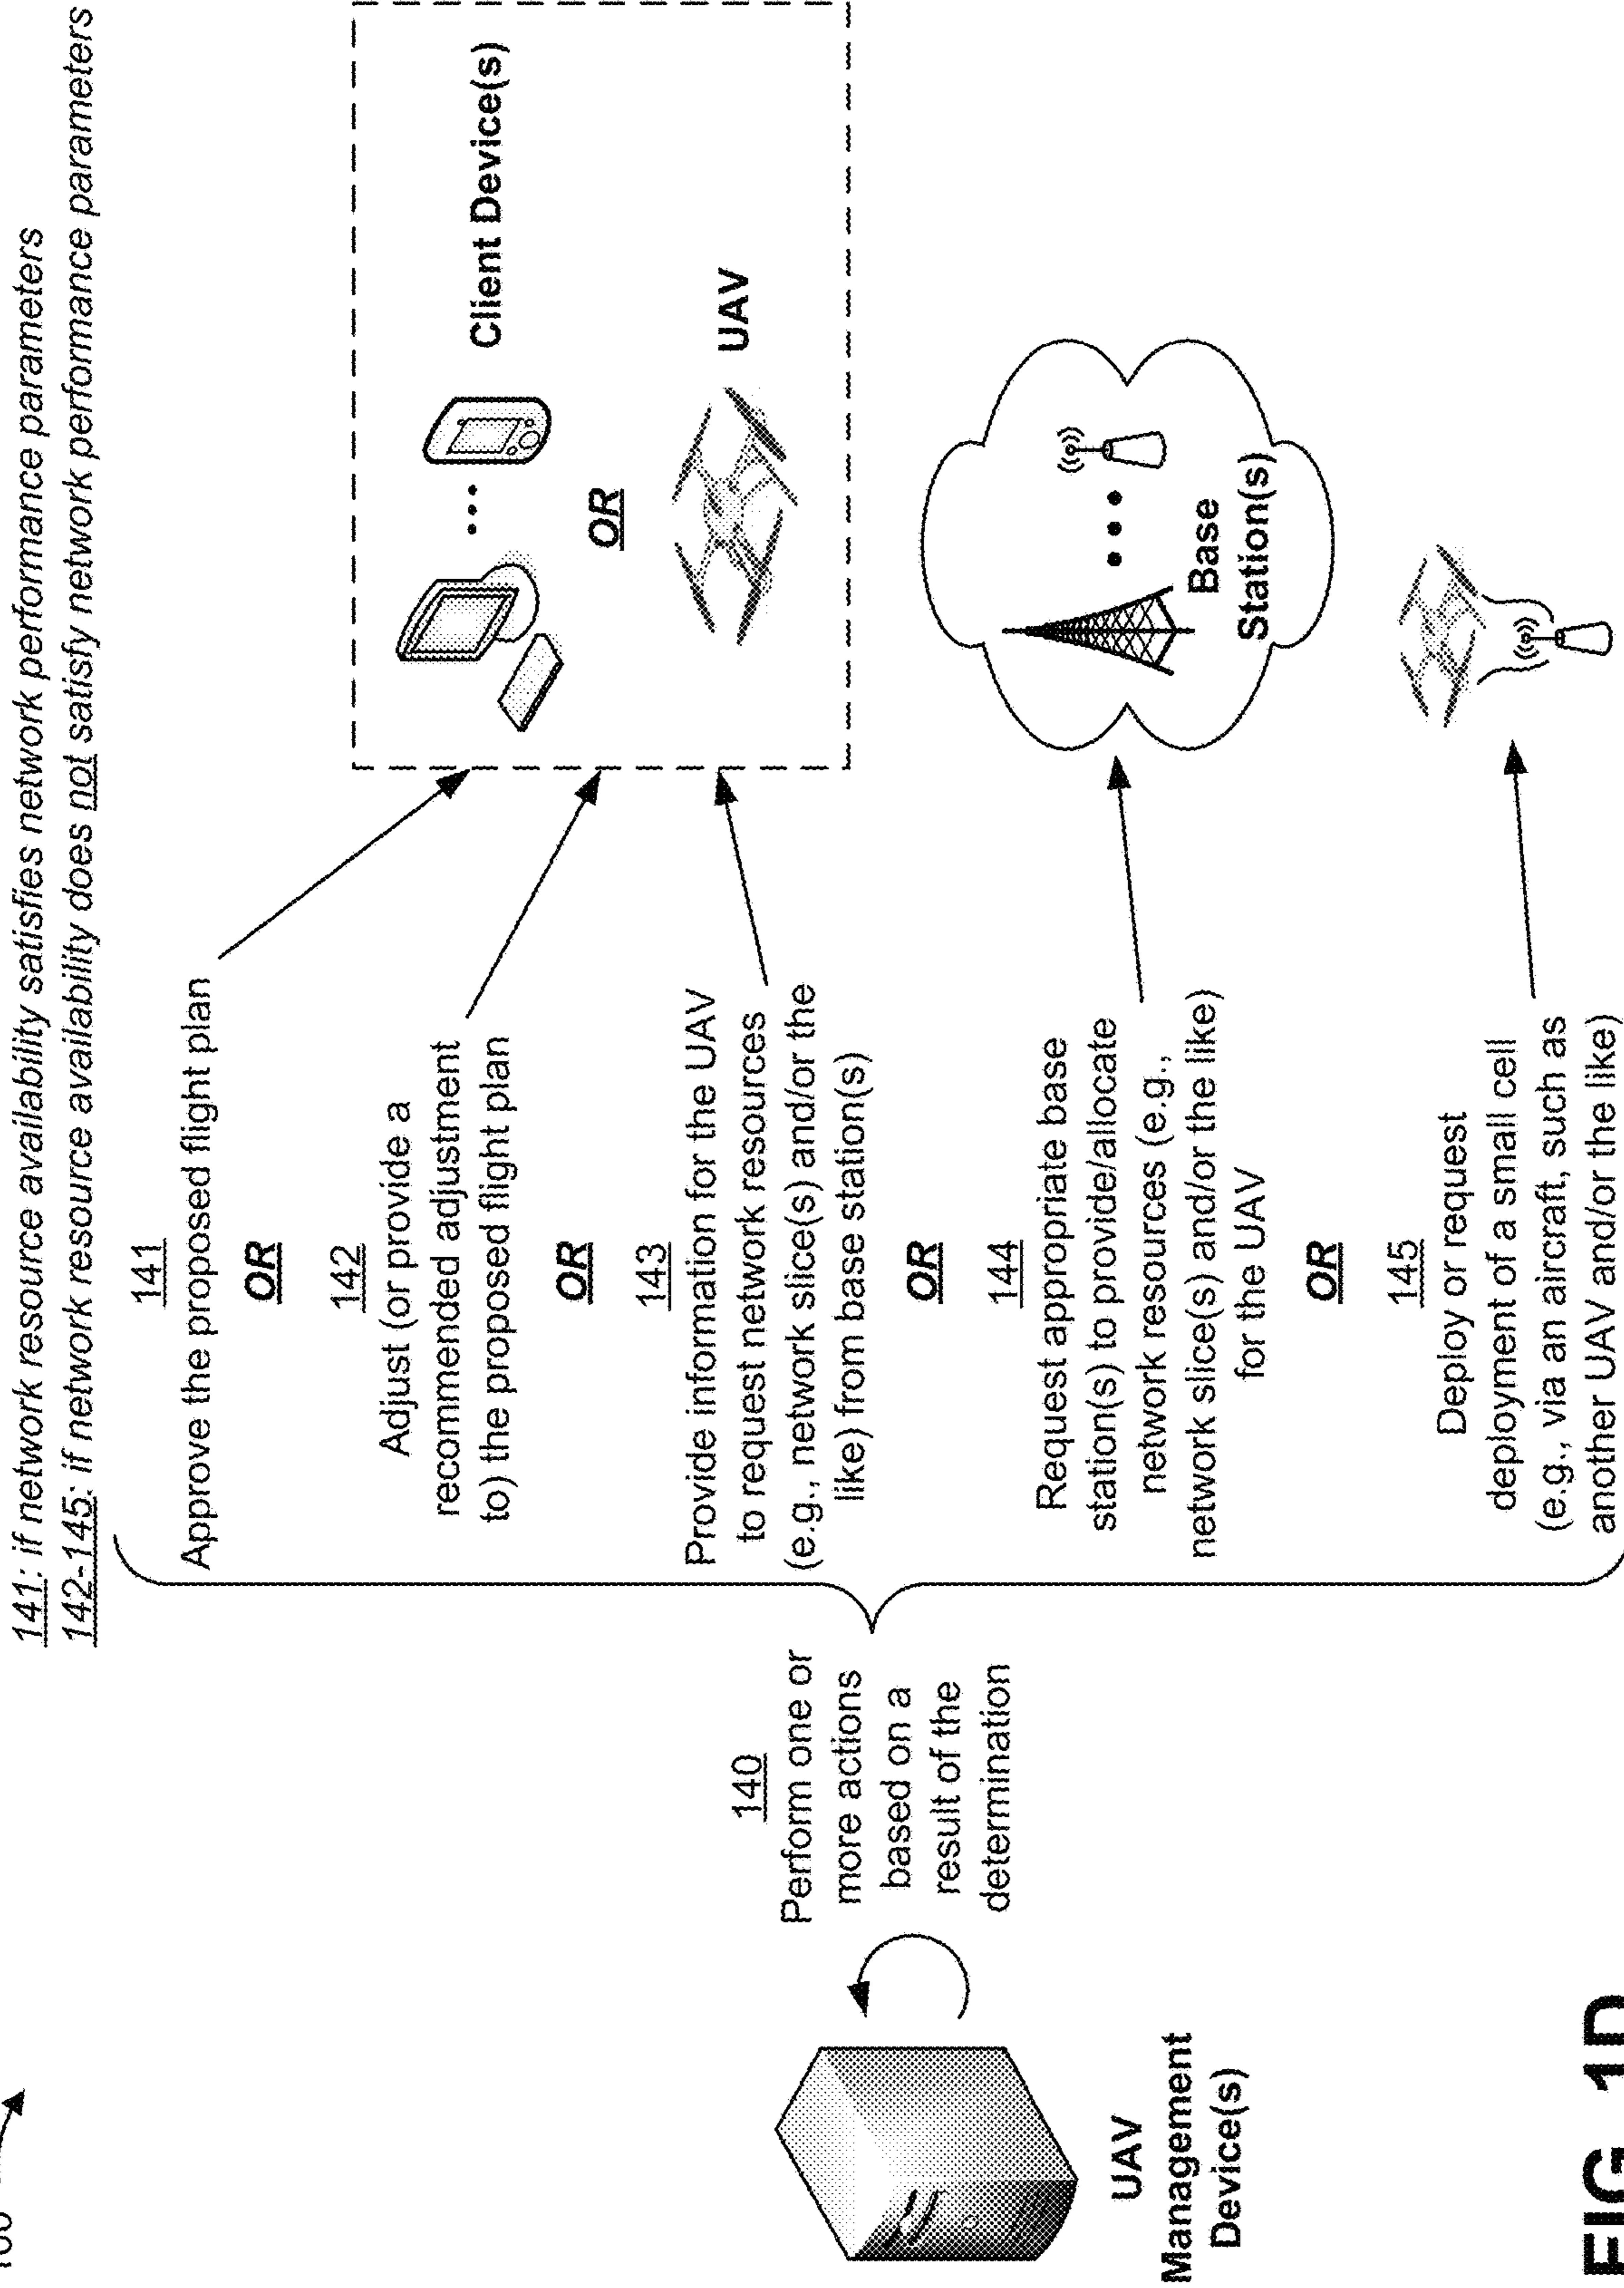 100
141: if network resource availability satisfies network performance parameters
142-145: if network resource availability does not satisfy network performance parameters
UAV
Management
Device(s)
140
Perform one or
more actions
based on a
result of the
determination
141
Approve the proposed flight plan
OR
142
Adjust (or provide a
recommended adjustment
to) the proposed flight plan
OR
143
Provide information for the UAV
to request network resources
(e.g., network slice(s) and/or the
like) from base station(s)
OR
144
Request appropriate base
station(s) to provide/allocate
network resources (e.g.,
network slice(s) and/or the like)
for the UAV
OR
145
Deploy or request
deployment of a small cell
(e.g., via an aircraft, such as
another UAV and/or the like)
Client Device(s)
OR
UAV
Base
Station(s)
FIG. 1D